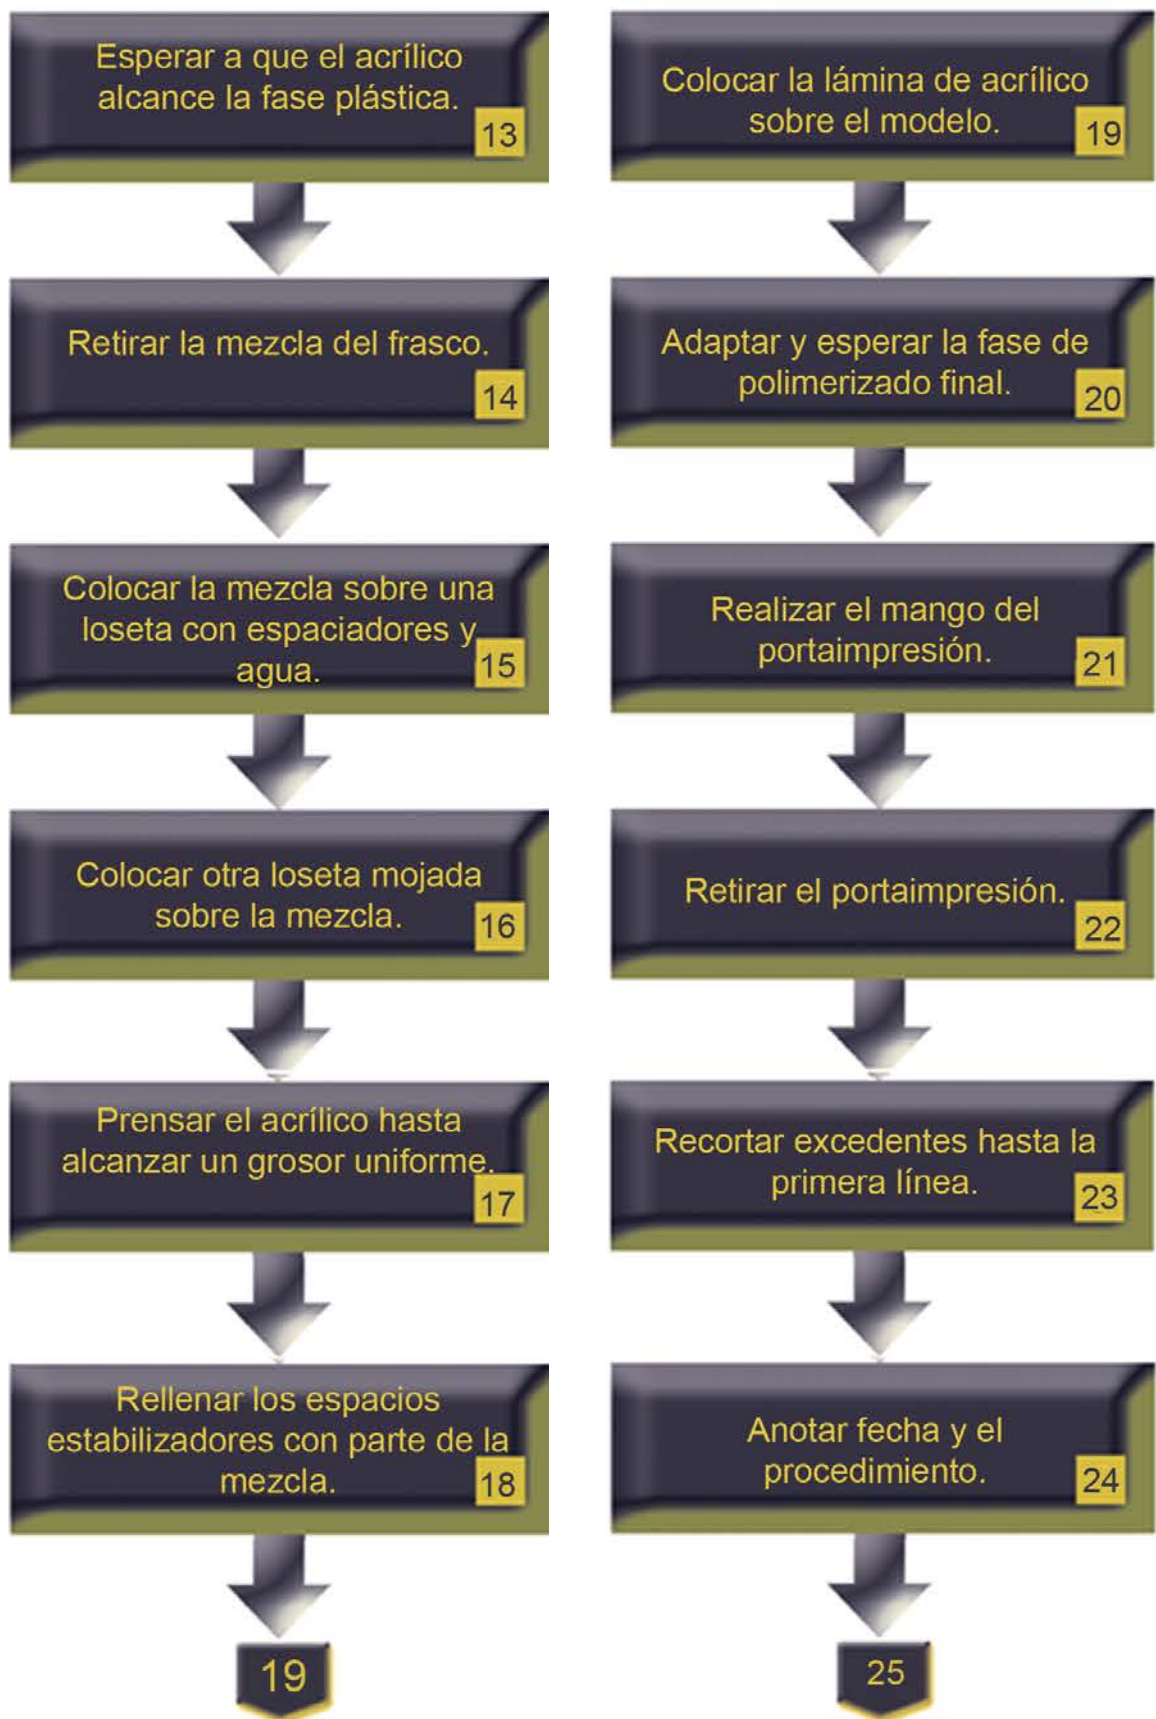 Esperar a que el acrílico
alcance la fase plástica.
13
Retirar la mezcla del frasco.
14
Colocar la mezcla sobre una
loseta con espaciadores y
agua.
15
Colocar otra loseta mojada
sobre la mezcla.
16
Prensar el acrílico hasta
alcanzar un grosor uniforme.
17
Rellenar los espacios
estabilizadores con parte de la
mezcla.
18
19
Colocar la lámina de acrílico
sobre el modelo.
19
Adaptar y esperar la fase de
polimerizado final.
20
Realizar el mango del
portaimpresión.
21
Retirar el portaimpresión.
22
Recortar excedentes hasta la
primera línea.
23
Anotar fecha y el
procedimiento.
24
25